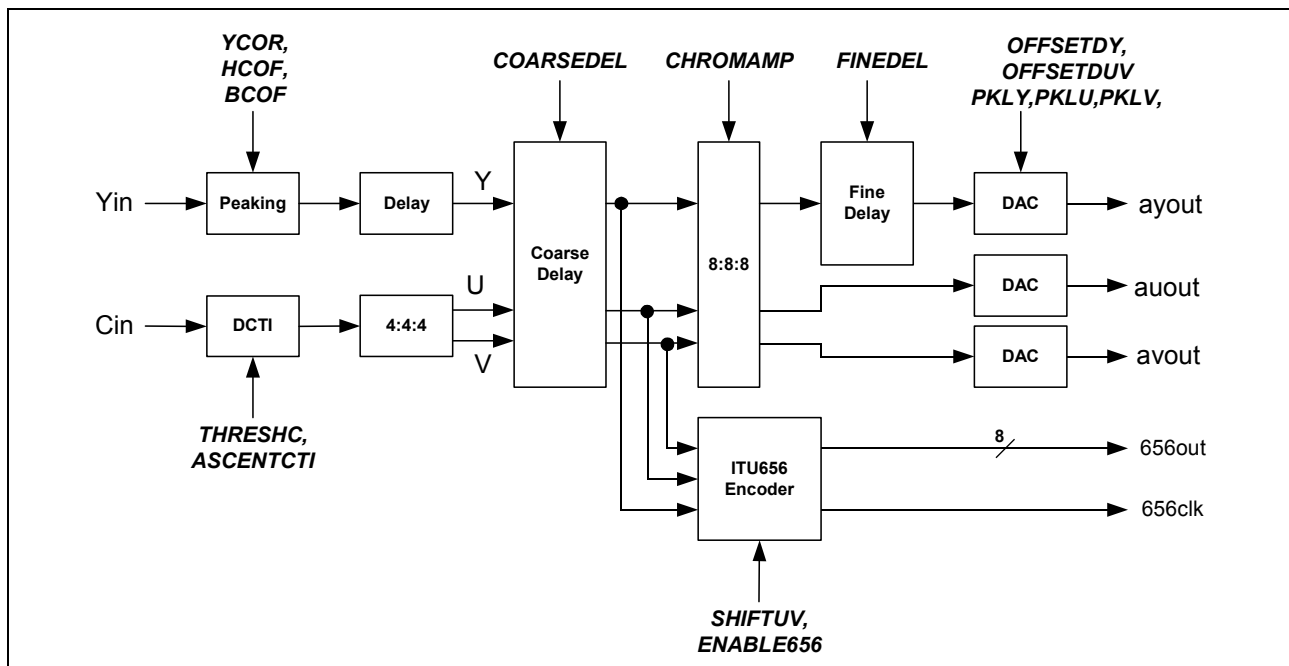 YCOR,
HCOF,
BCOF
COARSEDEL
CHROMAMP
FINEDEL
OFFSETDY,
OFFSETDUV
PKLY,PKLU,PKLV,
Yin
Peaking
Delay
Y
Coarse
Delay
8:8:8
Fine
Delay
DAC
ayout
Cin
DCTI
4:4:4
U
V
DAC
auout
DAC
avout
THRESHC,
ASCENTCTI
ITU656
Encoder
8
656out
656clk
SHIFTUV,
ENABLE656